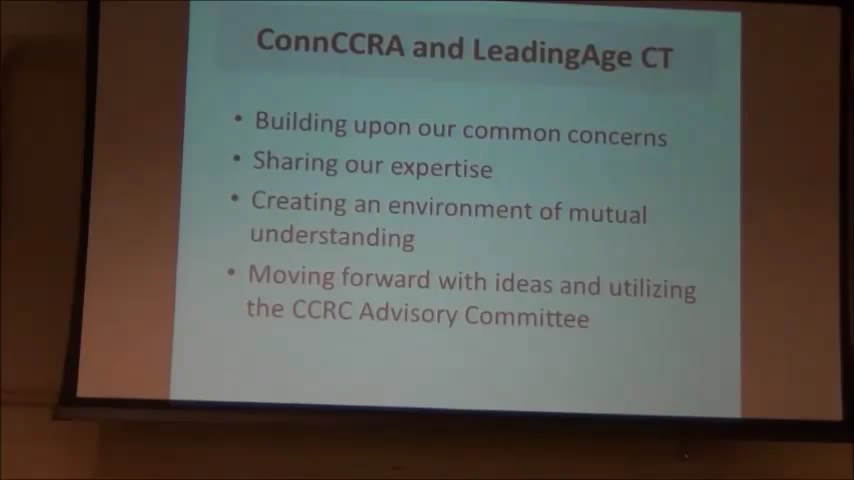 ConnCCRA and LeadingAge CT
• Building upon our common concerns
• Sharing our expertise
• Creating an environment of mutual
understanding
• Moving forward with ideas and utilizing
the CCRC Advisory Committee